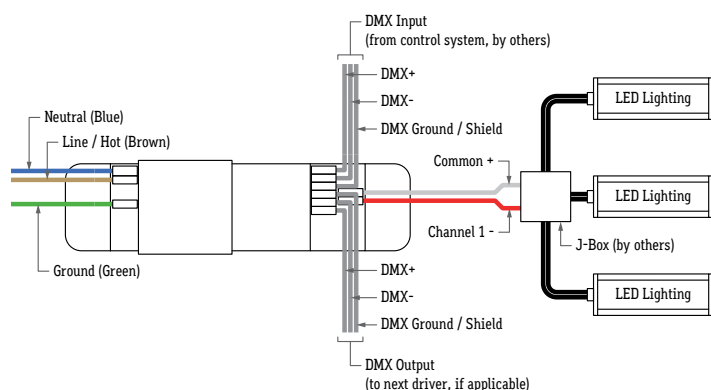 DMX Input
(from control system, by others)
DMX+
DMX-
DMX Ground / Shield
Neutral (Blue)
Line / Hot (Brown)
Ground (Green)
Common +
Channel 1 -
LED Lighting
LED Lighting
J-Box (by others)
LED Lighting
DMX+
DMX-
DMX Ground / Shield
DMX Output
(to next driver, if applicable)